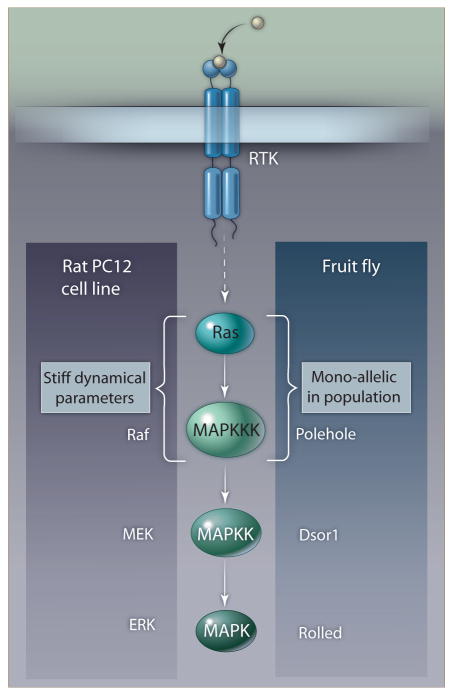 RTK
Rat PC12
cell line
Fruit fly
Ras
Stiff dynamical
parameters
Mono-allelic
in population
Raf
MAPKKK
Polehole
MEK
MAPKK
Dsor1
ERK
MAPK
Rolled